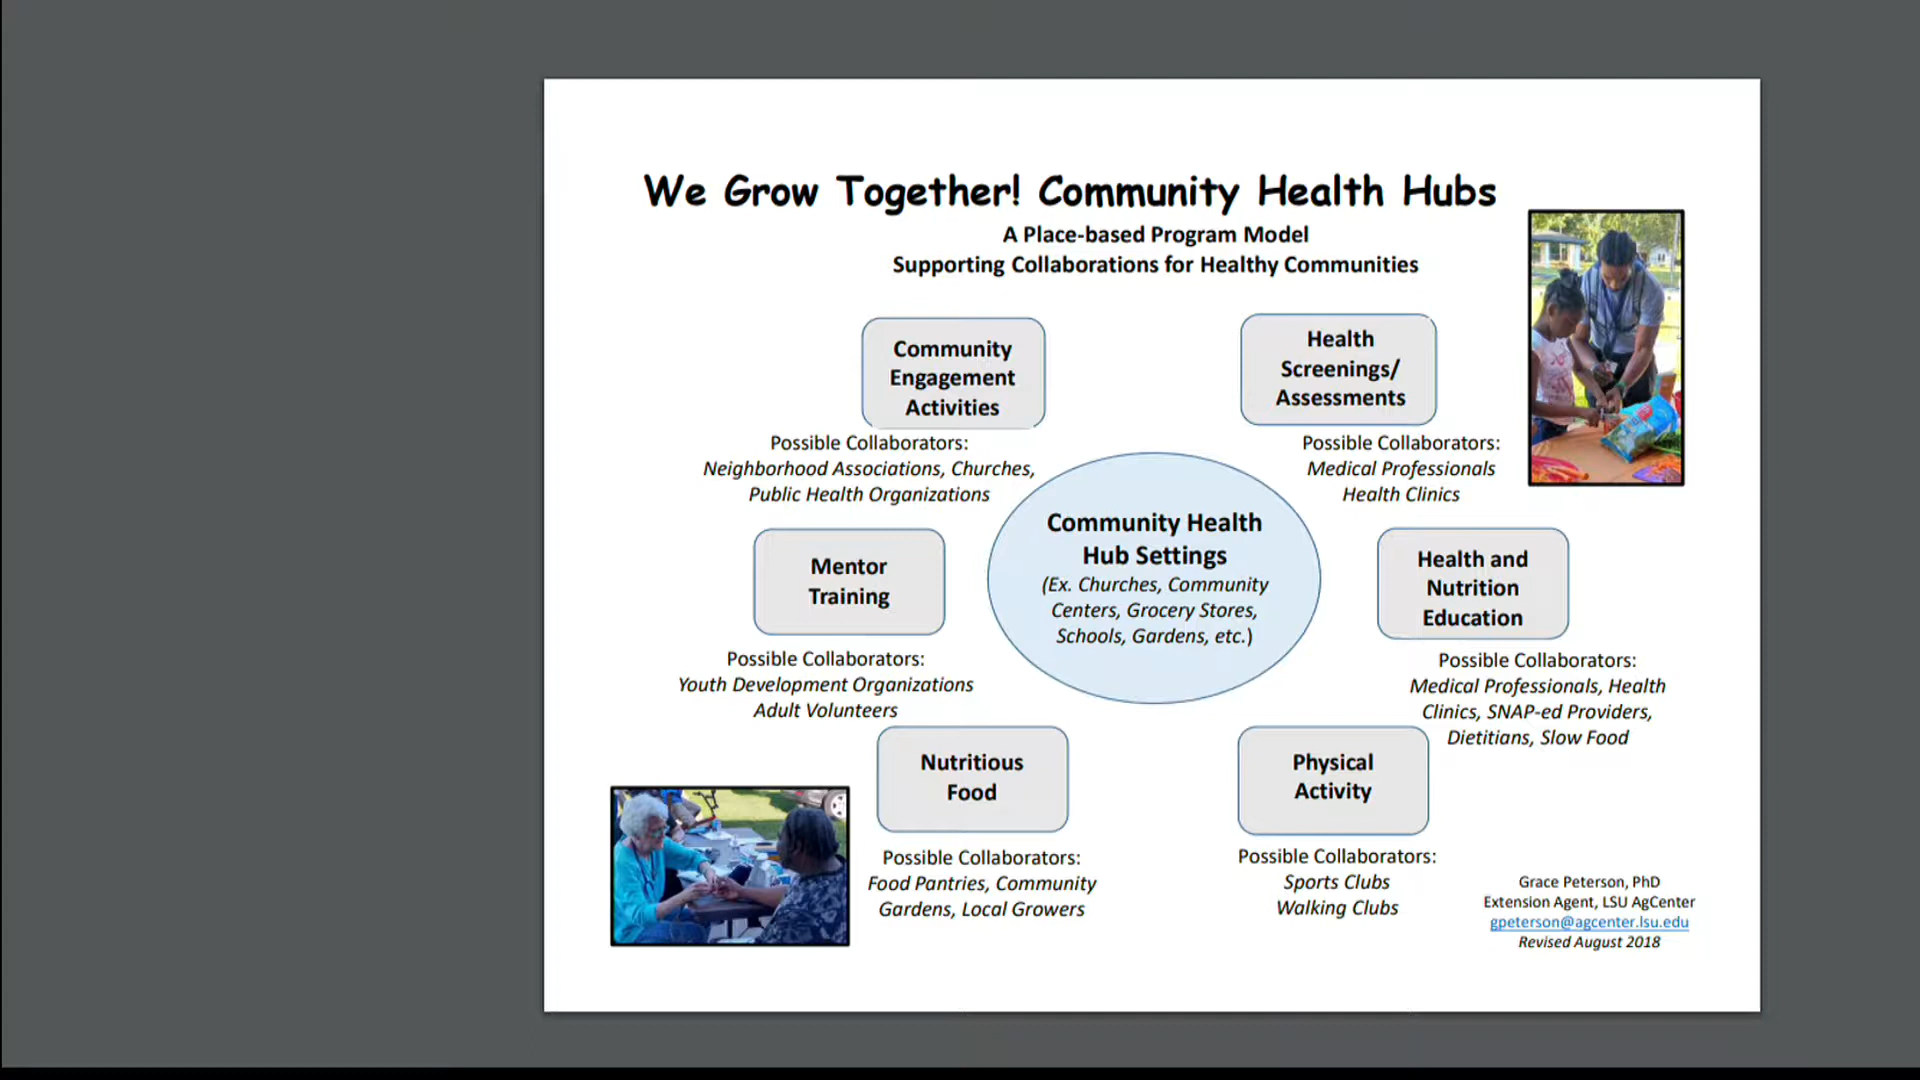 We Grow Together! Community Health Hubs
A Place-based Program Model
Supporting Collaborations for Healthy Communities
Community
Engagement
Activities
Possible Collaborators:
Neighborhood Associations, Churches,
Public Health Organizations
Health
Screenings/
Assessments
Possible Collaborators:
Medical Professionals
Health Clinics
Mentor
Training
Possible Collaborators:
Youth Development Organizations
Adult Volunteers
Community Health
Hub Settings
(Ex. Churches, Community
Centers, Grocery Stores,
Schools, Gardens, etc.)
Health and
Nutrition
Education
Possible Collaborators:
Medical Professionals, Health
Clinics, SNAP-ed Providers,
Dietitians, Slow Food
Nutritious
Food
Possible Collaborators:
Food Pantries, Community
Gardens, Local Growers
Physical
Activity
Possible Collaborators:
Sports Clubs
Walking Clubs
Grace Peterson, PhD
Extension Agent, LSU AgCenter
gpeterson@agcenter.lsu.edu
Revised August 2018